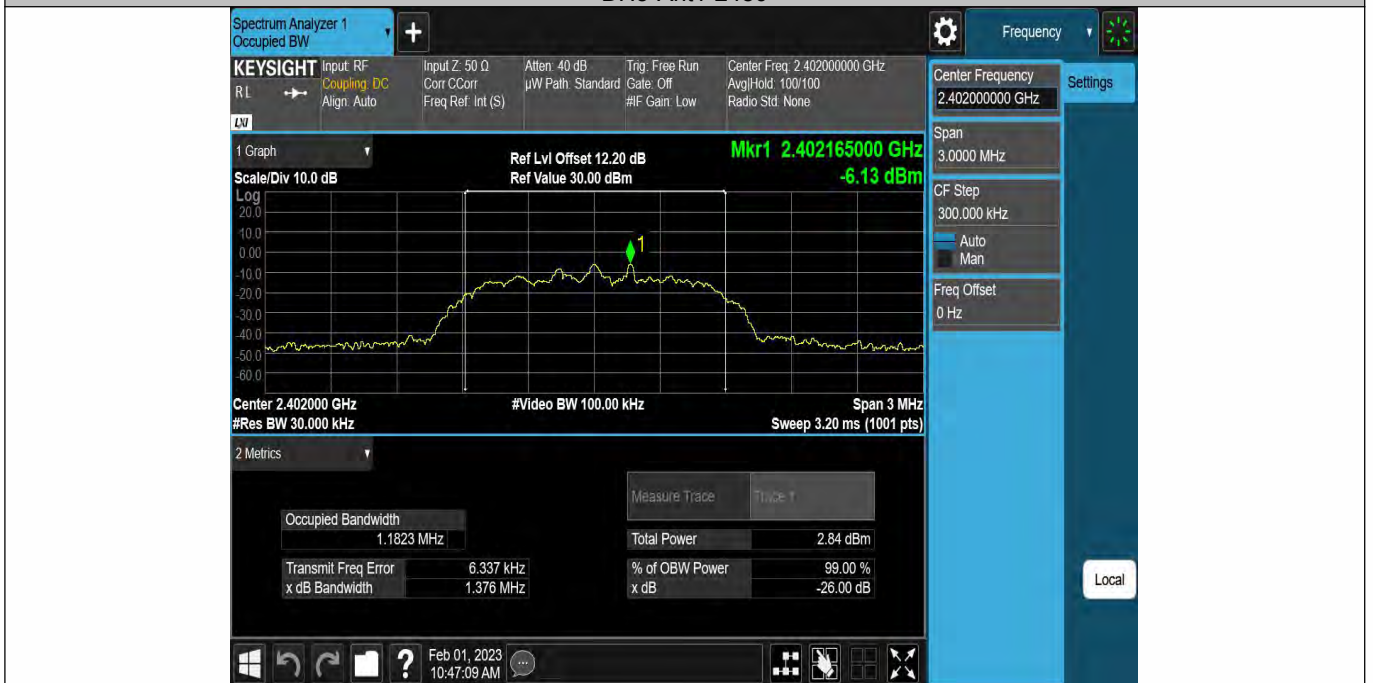 Spectrum Analyzer 1
Occupied BW
Frequency
KEYSIGHT Input: RF Input Z: 50 Ω Atten: 40 dB Trig: Free Run Center Freq: 2.402000000 GHz
RL Coupling: DC Corr CCorr µW Path: Standard Gate: Off Avg|Hold: 100/100
Align: Auto Freq Ref: Int (S) #IF Gain: Low Radio Std: None
LXI
Center Frequency
2.402000000 GHz
Settings
Span
3.0000 MHz
CF Step
300.000 kHz
Auto
Man
Freq Offset
0 Hz
Local
1 Graph
Ref Lvl Offset 12.20 dB
Mkr1 2.402165000 GHz
Scale/Div 10.0 dB
Ref Value 30.00 dBm
-6.13 dBm
Log
20.0
10.0
1
0.00
-10.0
-20.0
-30.0
-40.0
-50.0
-60.0
Center 2.402000 GHz #Video BW 100.00 kHz Span 3 MHz
#Res BW 30.000 kHz Sweep 3.20 ms (1001 pts)
2 Metrics
Measure Trace Trace 1
Occupied Bandwidth
1.1823 MHz
Total Power 2.84 dBm
Transmit Freq Error 6.337 kHz % of OBW Power 99.00 %
x dB Bandwidth 1.376 MHz x dB -26.00 dB
Feb 01, 2023
10:47:09 AM